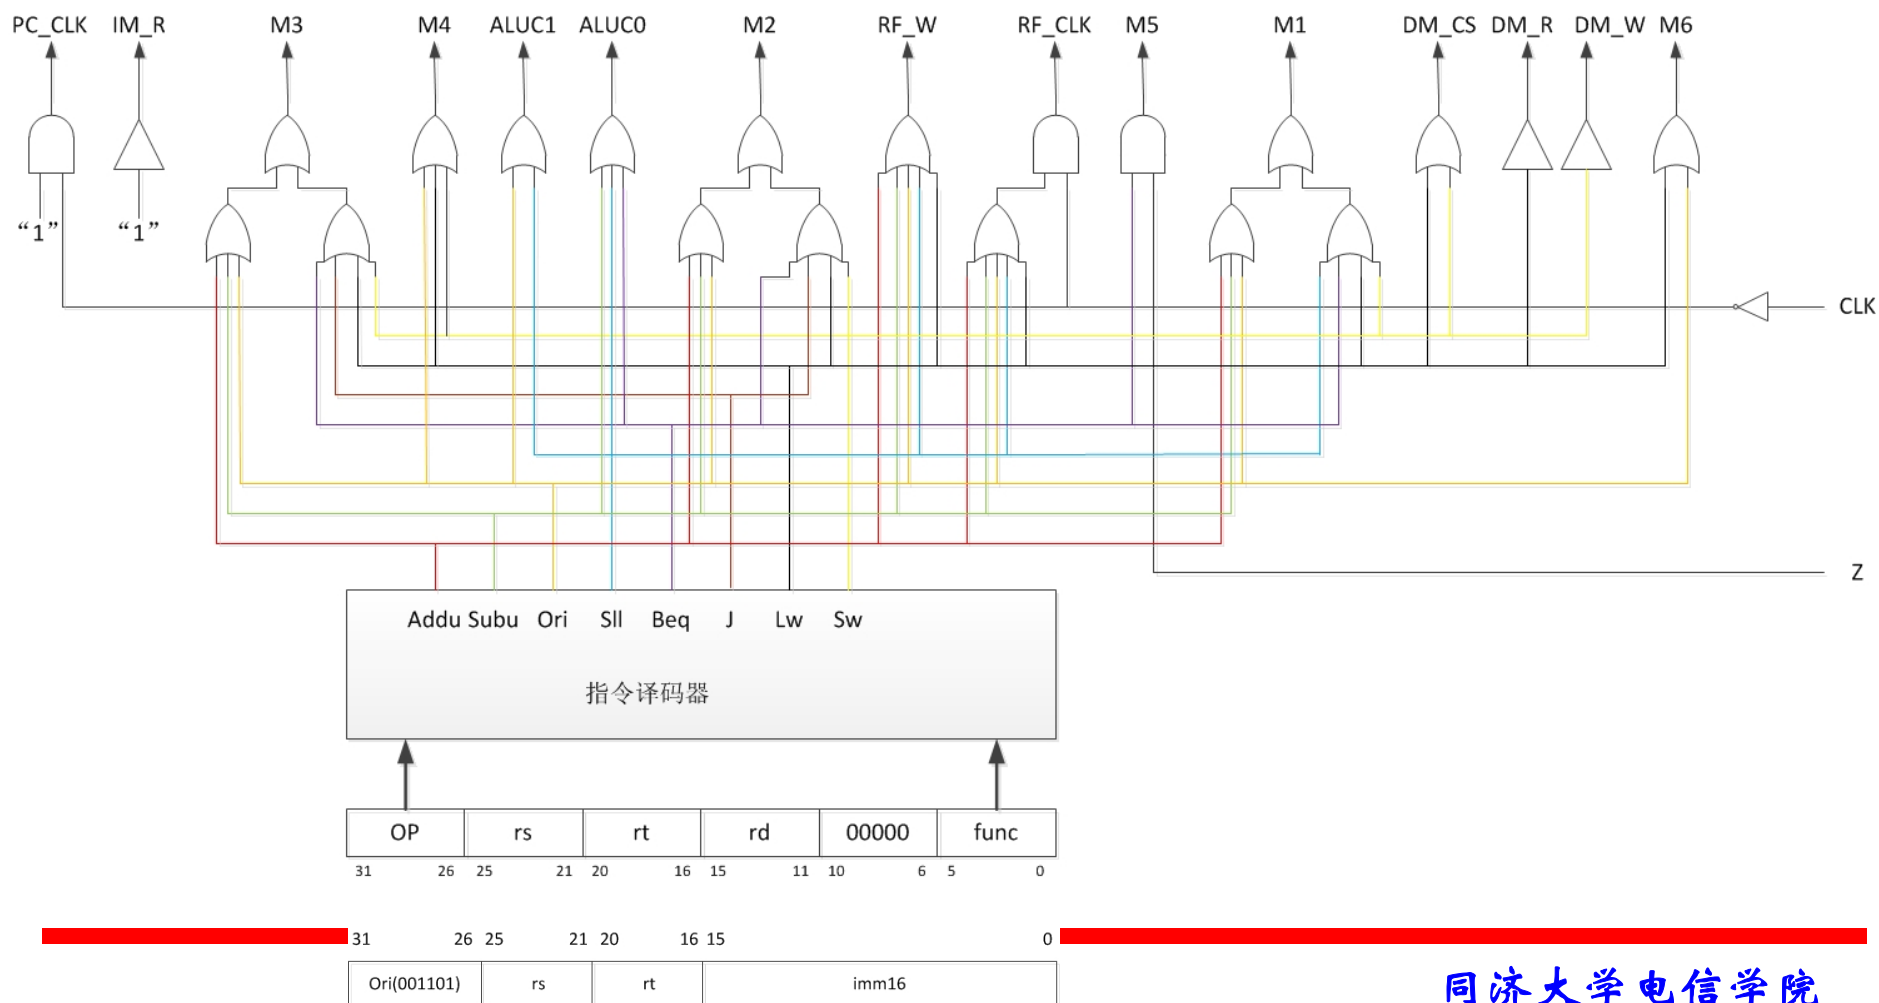 PC_CLK IM_R M3 M4 ALUC1 ALUC0 M2 RF_W RF_CLK M5 M1 DM_CS DM_R DM_W M6
“1” “1”
CLK
Z
Addu Subu Ori Sll Beq J Lw Sw
指令译码器
OP rs rt rd 00000 func
31 26 25 21 20 16 15 11 10 6 5 0
31 26 25 21 20 16 15 0
Ori(001101) rs rt imm16
同济大学电信学院